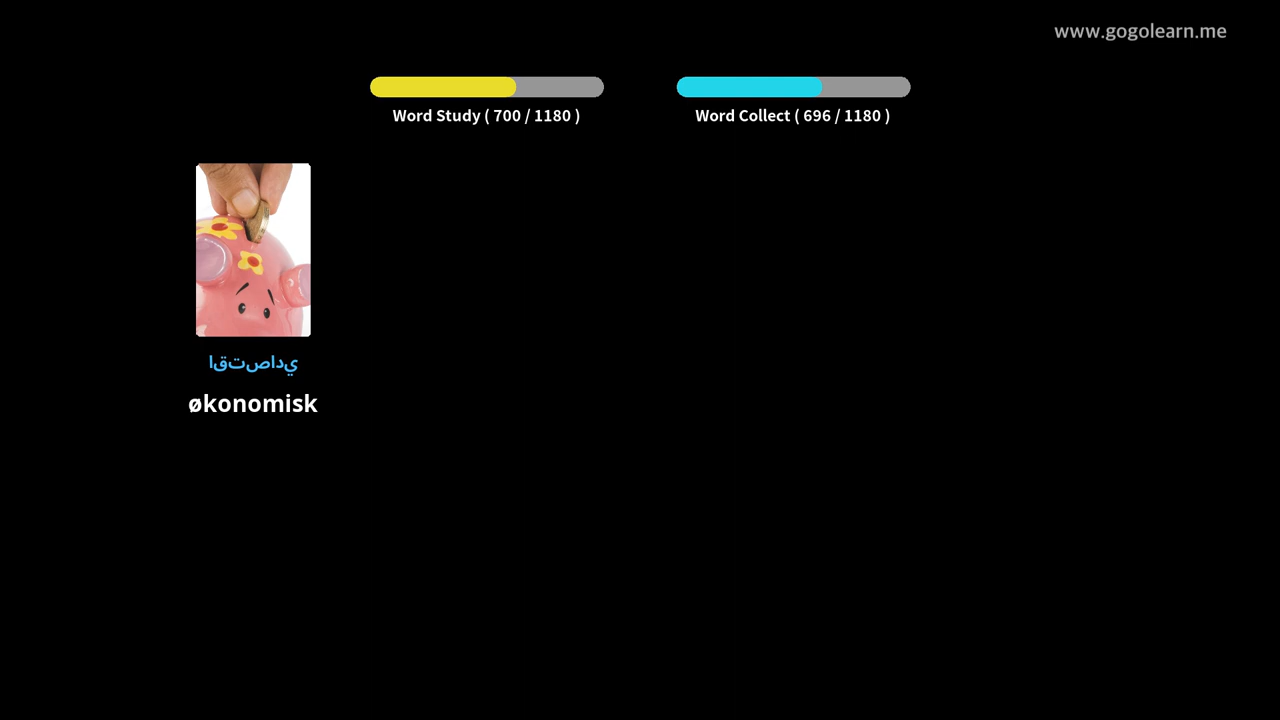 www.gogolearn.me
Word Study ( 700 / 1180 )
Word Collect ( 696 / 1180 )
اقتصادي
økonomisk